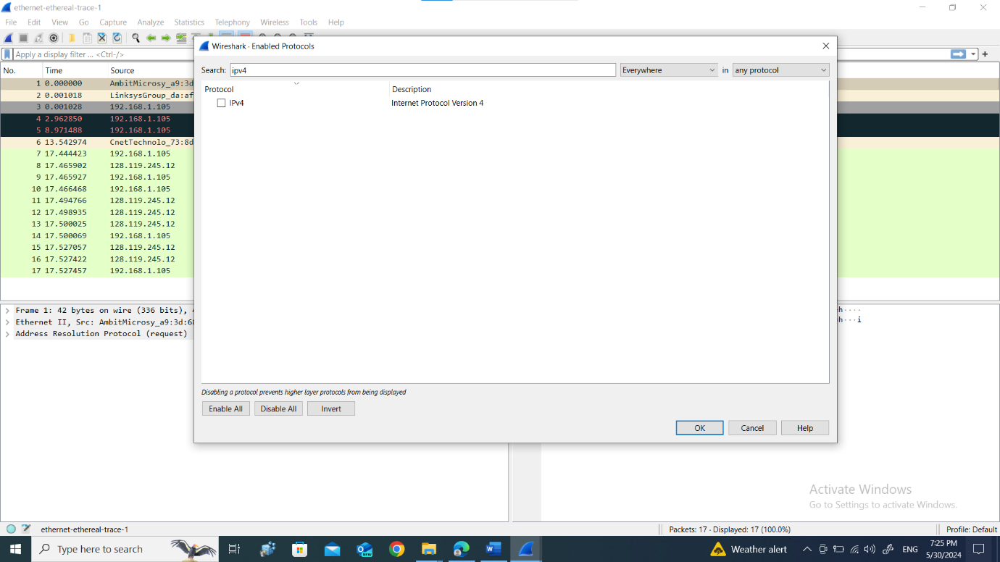 ethernet-ethereal-trace-1
File Edit View Go Capture Analyze Statistics Telephony Wireless Tools Help
Apply a display filter ... <Ctrl-/>
No. Time Source
1 0.000000 AmbitMicrosy_a9:3d
2 0.001018 LinksysGroup_da:af
3 0.001028 192.168.1.105
4 2.962850 192.168.1.105
5 8.971488 192.168.1.105
6 13.542974 CnetTechnolo_73:8d
7 17.444423 192.168.1.105
8 17.465902 128.119.245.12
9 17.465927 192.168.1.105
10 17.466468 192.168.1.105
11 17.494766 128.119.245.12
12 17.498935 128.119.245.12
13 17.500025 128.119.245.12
14 17.500069 192.168.1.105
15 17.527057 128.119.245.12
16 17.527422 128.119.245.12
17 17.527457 192.168.1.105
Wireshark · Enabled Protocols
Search: ipv4 Everywhere in any protocol
Protocol Description
IPv4 Internet Protocol Version 4
Disabling a protocol prevents higher layer protocols from being displayed
Enable All Disable All Invert
OK Cancel Help
Frame 1: 42 bytes on wire (336 bits),
Ethernet II, Src: AmbitMicrosy_a9:3d:68
Address Resolution Protocol (request)
h····
h···i
Activate Windows
Go to Settings to activate Windows.
ethernet-ethereal-trace-1 Packets: 17 · Displayed: 17 (100.0%) Profile: Default
Type here to search
Weather alert ENG
7:25 PM
5/30/2024